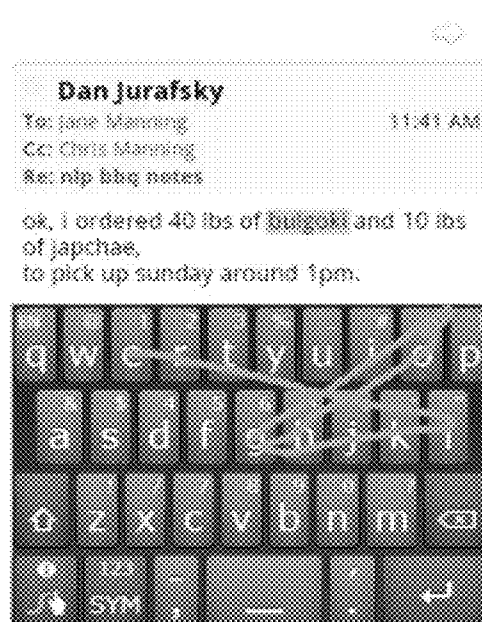 Dan Jurafsky
To: Jane Manning 11:41 AM
Cc: Chris Manning
Re: nlp bbq notes
ok, i ordered 40 lbs of bulgoki and 10 lbs
of japchae,
to pick up sunday around 1pm.
q w e r t y u i o p
a s d f g h j k l
z x c v b n m
123
SYM , .